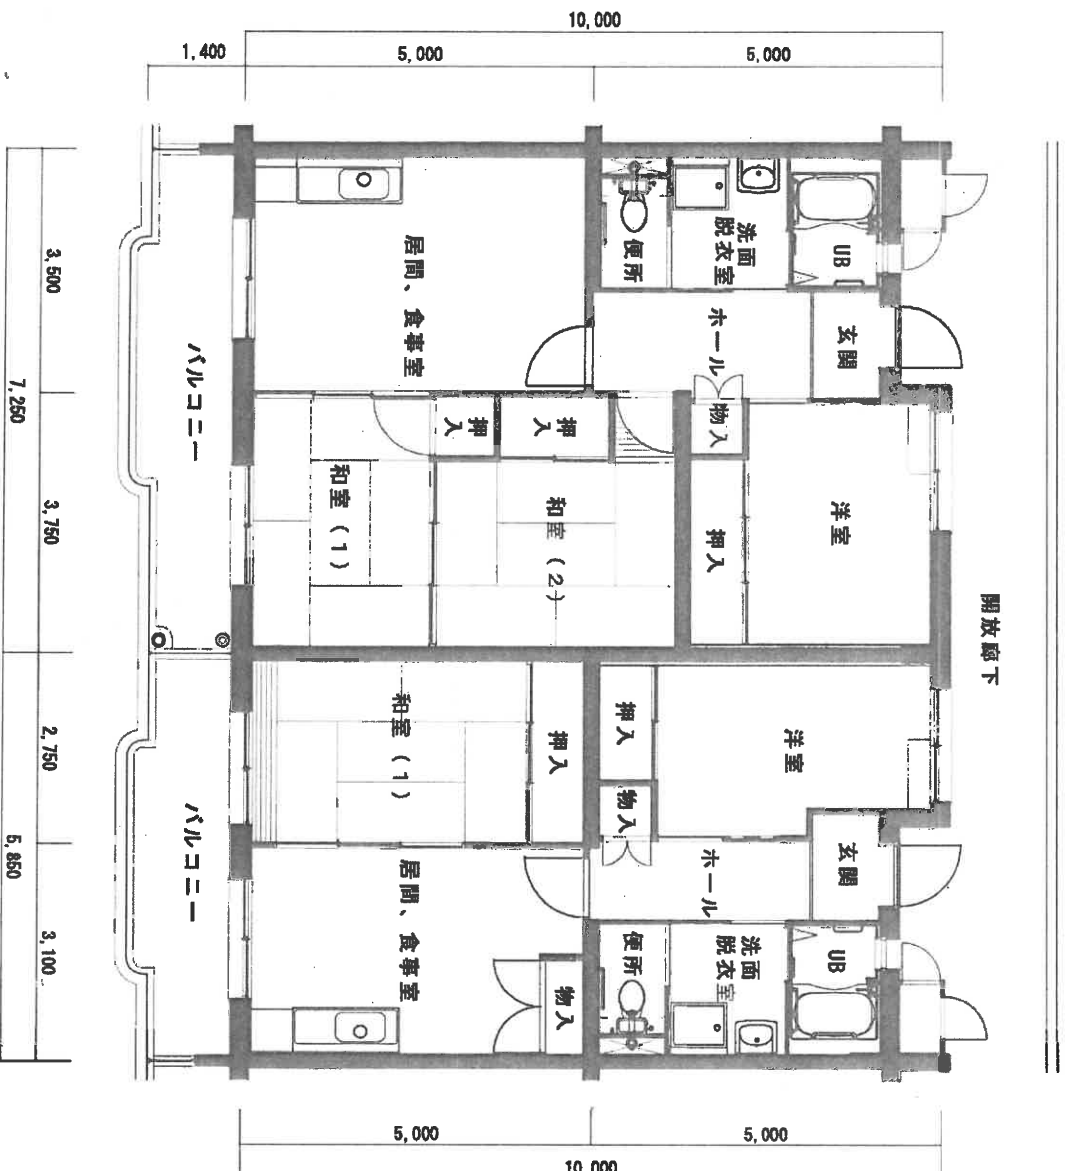 10,000
1,400
5,000
5,000
3,500
7,250
3,750
2,750
5,850
3,100
バルコニー
居間、食事室
便所
洗面
脱衣室
UB
ホール
玄関
物入
押入
押入
押入
和室(1)
和室(2)
洋室
開放廊下
バルコニー
和室(1)
押入
押入
洋室
物入
ホール
玄関
居間、食事室
物入
便所
洗面
脱衣室
UB
5,000
5,000
10,000